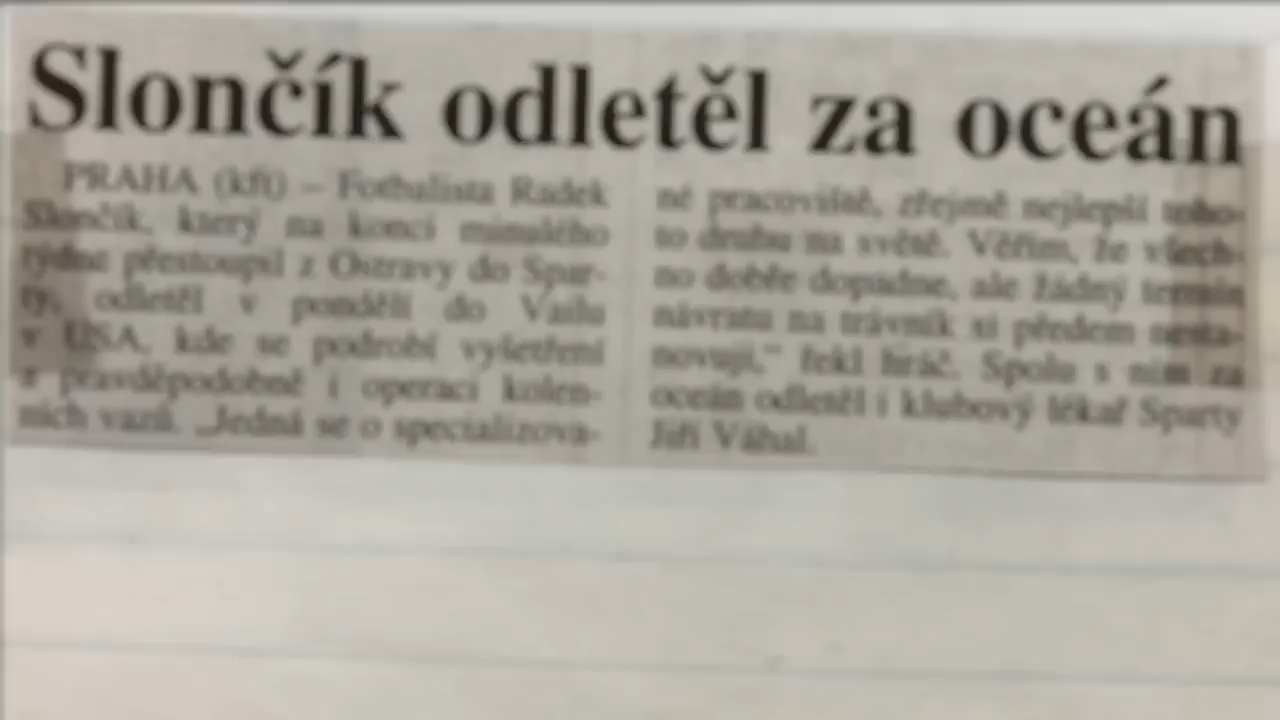 Slončík odletěl za oceán
PRAHA (kft) – Fotbalista Radek
Slončík, který na konci minulého
týdne přestoupil z Ostravy do Spar-
ty, odletěl v pondělí do Vailu
v USA, kde se podrobí vyšetření
a pravděpodobně i operaci kolen-
ních vazů. „Jedná se o specializova-
né pracoviště, zřejmě nejlepší toho-
to druhu na světě. Věřím, že všech-
no dobře dopadne, ale žádný termín
návratu na trávník si předem nesta-
novuji,“ řekl hráč. Spolu s ním za
oceán odletěl i klubový lékař Sparty
Jiří Váhal.